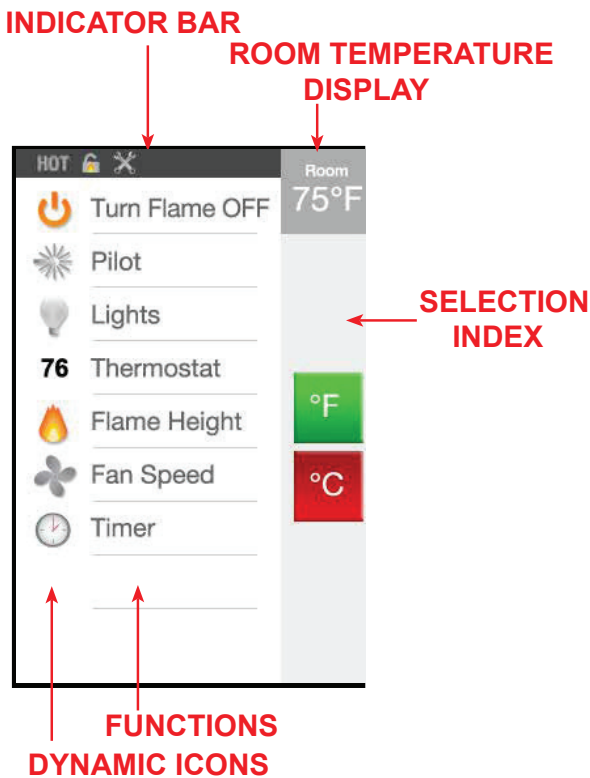 INDICATOR BAR
ROOM TEMPERATURE
DISPLAY
HOT
Room
75°F
Turn Flame OFF
Pilot
Lights
76 Thermostat
Flame Height
Fan Speed
Timer
SELECTION
INDEX
°F
°C
FUNCTIONS
DYNAMIC ICONS